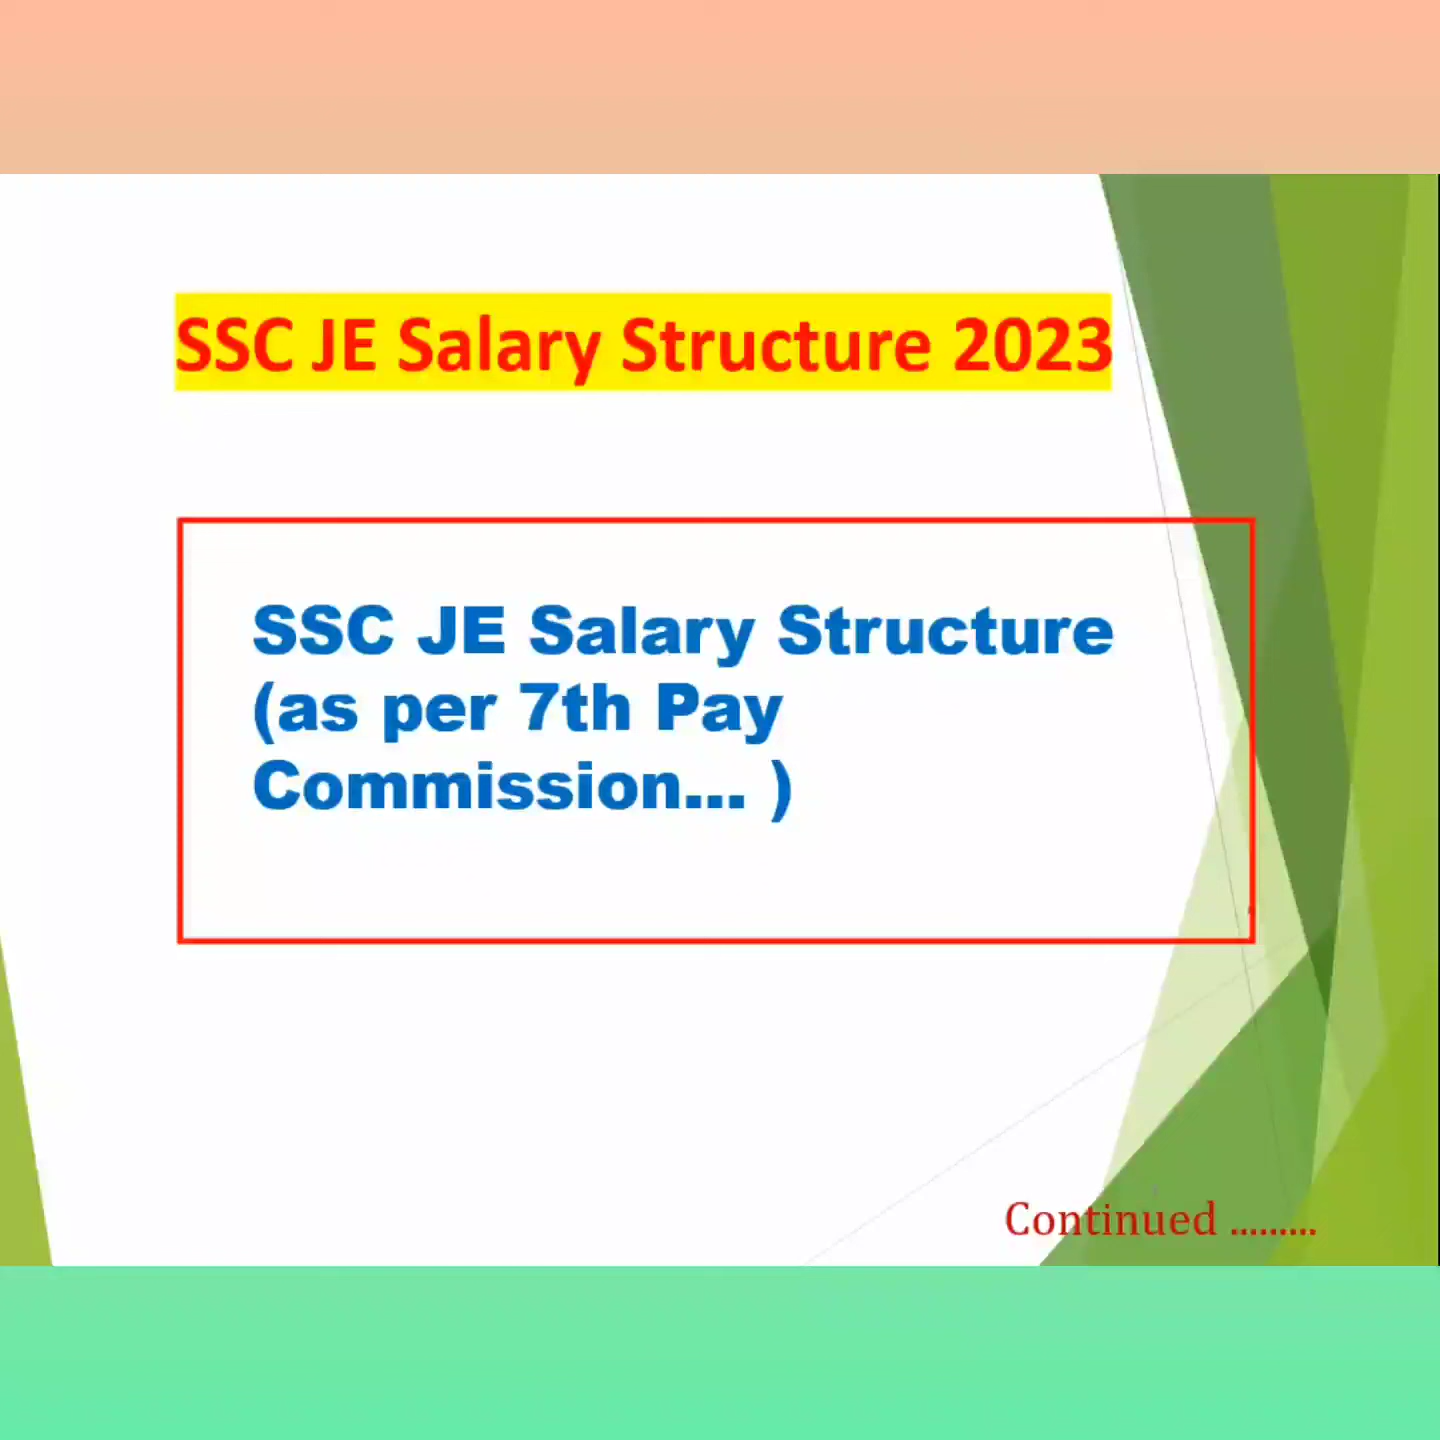 SSC JE Salary Structure 2023
SSC JE Salary Structure
(as per 7th Pay
Commission... )
Continued .........